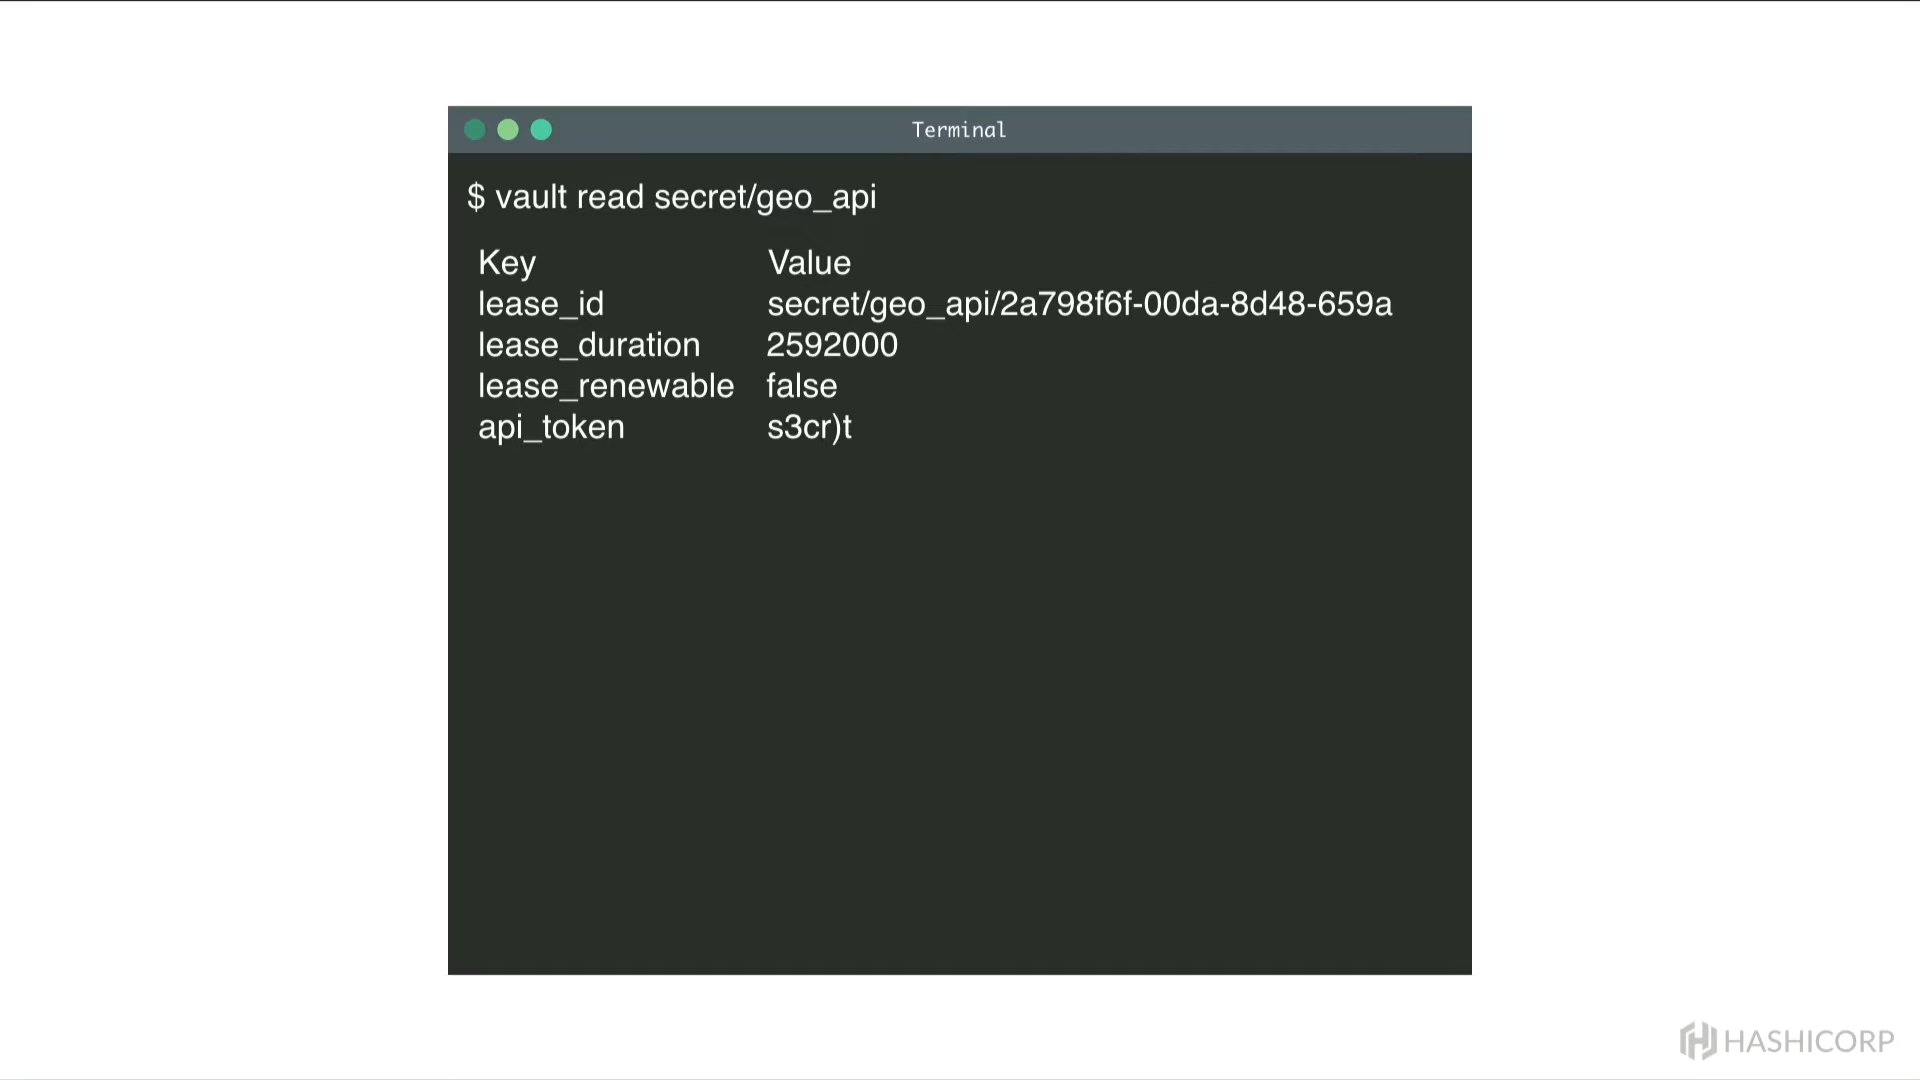 Terminal
$ vault read secret/geo_api
Key Value
lease_id secret/geo_api/2a798f6f-00da-8d48-659a
lease_duration 2592000
lease_renewable false
api_token s3cr)t
HASHICORP